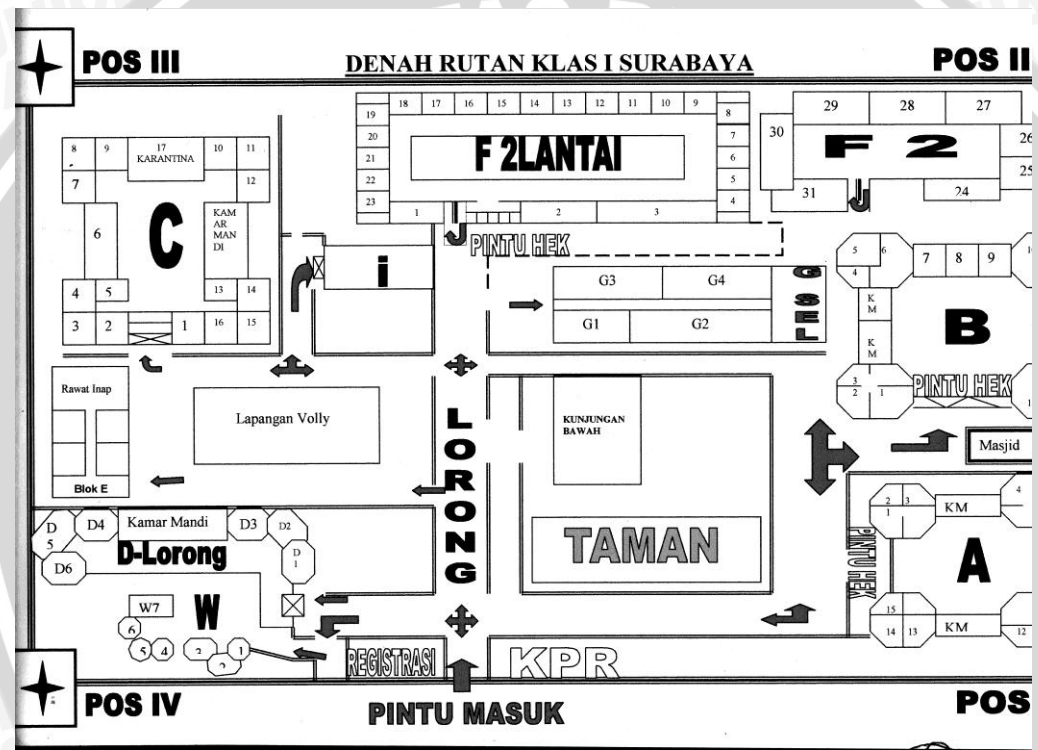 POS III
DENAH RUTAN KLAS I SURABAYA
POS II
8
9
17
KARANTINA
10
11
7
12
6
C
KAM
AR
MAN
DI
4
5
13
14
3
2
1
16
15
18
17
16
15
14
13
12
11
10
9
19
8
20
7
21
6
22
5
23
4
F 2LANTAI
1
2
3
PINTU HEK
i
29
28
27
30
F 2
26
25
31
24
G3
G4
G1
G2
G SEL
5
6
4
7
8
9
K
M
K
M
B
3
2
1
PINTU HEK
Masjid
Rawat Inap
Blok E
Lapangan Volly
LORONG
KUNJUNGAN
BAWAH
TAMAN
D
5
D4
Kamar Mandi
D3
D2
D
1
D6
D-Lorong
W7
W
6
5
4
1
2
3
1
KM
4
PINTU HEK
A
15
14
13
KM
12
REGISTRASI
KPR
POS IV
PINTU MASUK
POS